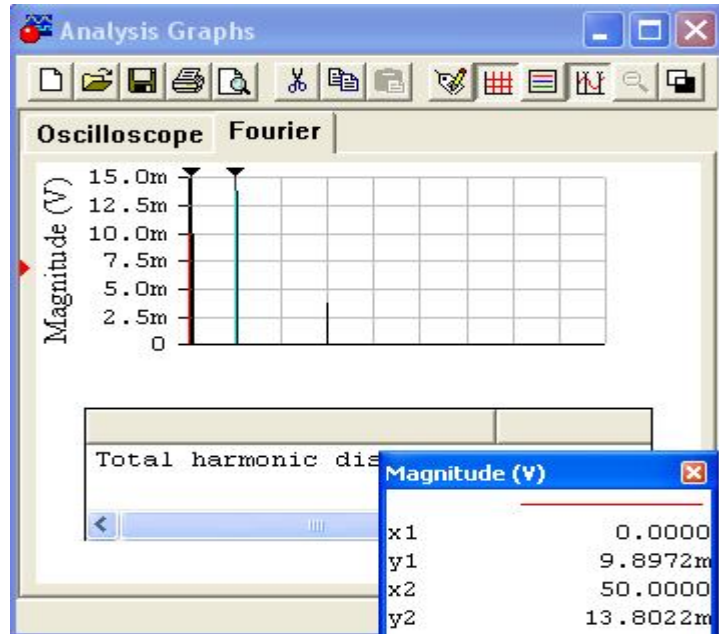 Analysis Graphs
Oscilloscope Fourier
Magnitude (V)
15.0m
12.5m
10.0m
7.5m
5.0m
2.5m
0
Total harmonic dis
Magnitude (V)
x1 0.0000
y1 9.8972m
x2 50.0000
y2 13.8022m